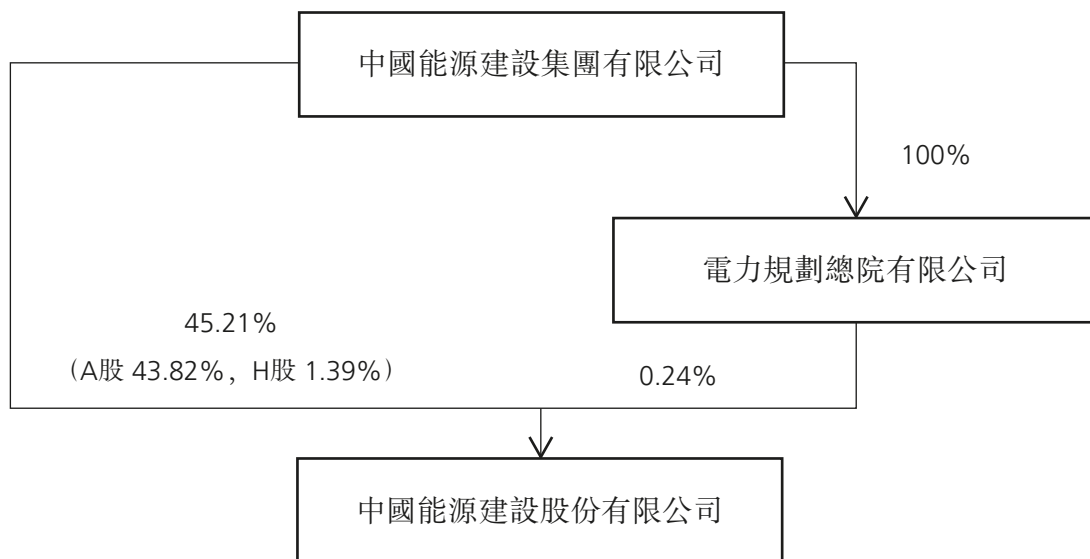 中國能源建設集團有限公司
100%
電力規劃總院有限公司
45.21%
（A股 43.82%，H股 1.39%）
0.24%
中國能源建設股份有限公司